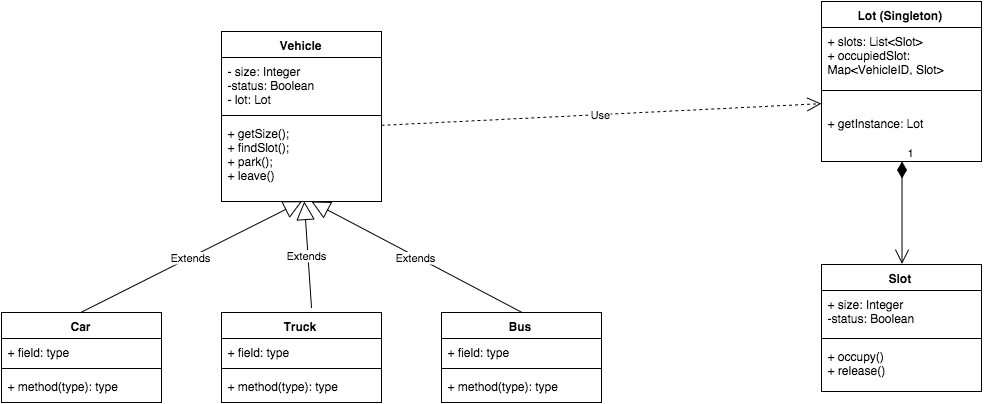 Lot (Singleton)
+ slots: List<Slot>
+ occupiedSlot:
Map<VehicleID, Slot>
+ getInstance: Lot
1
Vehicle
- size: Integer
-status: Boolean
- lot: Lot
+ getSize();
+ findSlot();
+ park();
+ leave()
Use
Extends
Extends
Extends
Slot
+ size: Integer
-status: Boolean
+ occupy()
+ release()
Car
+ field: type
+ method(type): type
Truck
+ field: type
+ method(type): type
Bus
+ field: type
+ method(type): type